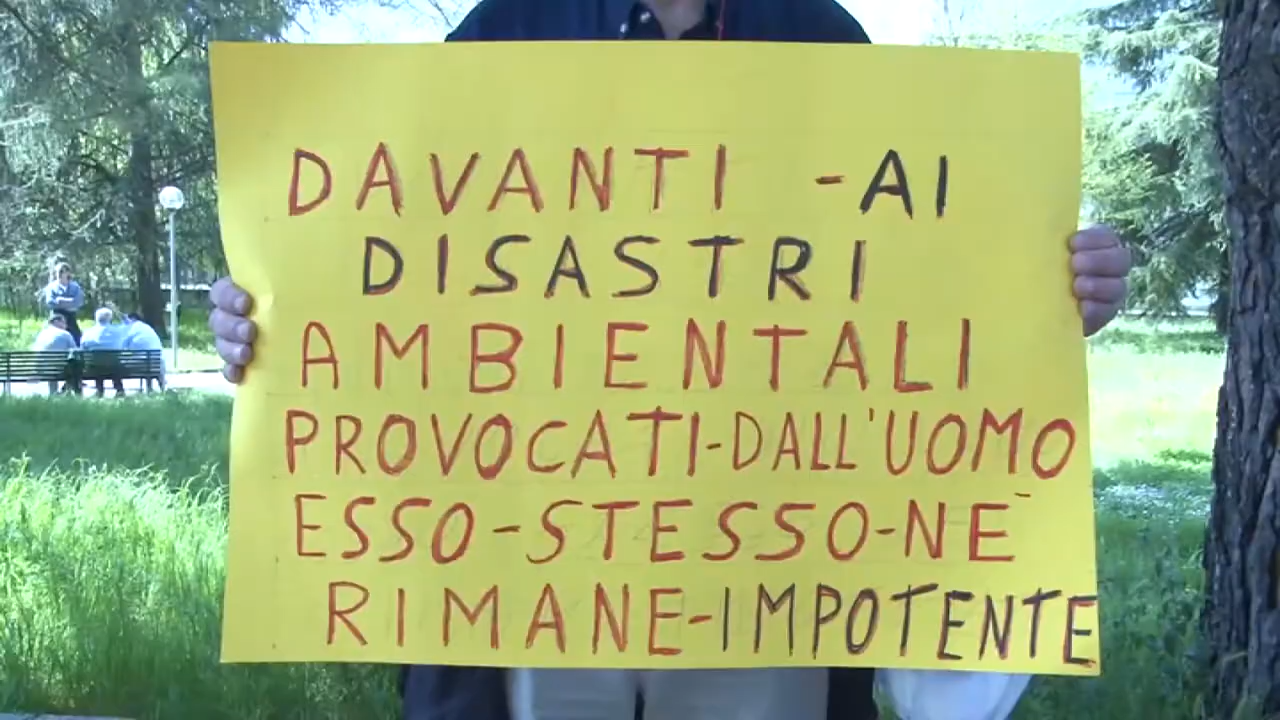 DAVANTI -AI
DISASTRI
AMBIENTALI
PROVOCATI-DALL'UOMO
ESSO-STESSO-NE
RIMANE-IMPOTENTE